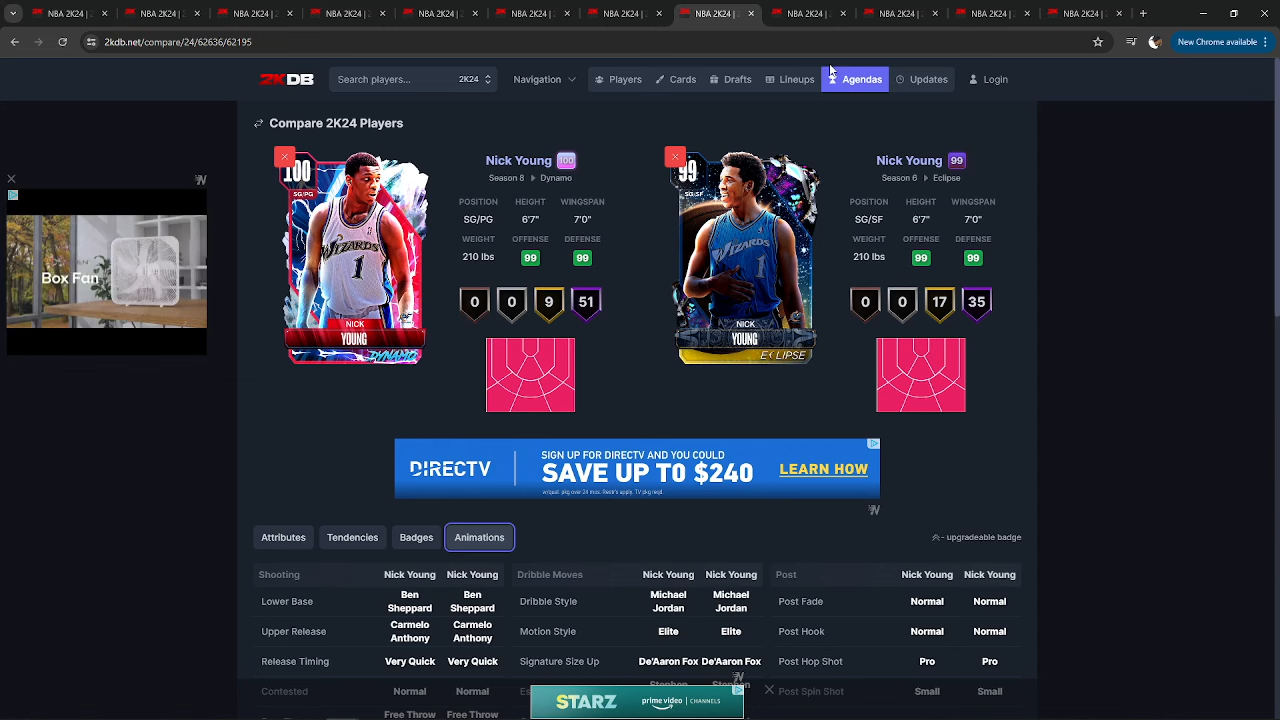 NBA 2K24 |
NBA 2K24 |
NBA 2K24 |
NBA 2K24 |
NBA 2K24 |
NBA 2K24 |
NBA 2K24 |
NBA 2K24 |
NBA 2K24 |
NBA 2K24 |
NBA 2K24 |
NBA 2K24 |
2kdb.net/compare/24/62636/62195
New Chrome available
2KDB
Search players...
2K24
Navigation
Players
Cards
Drafts
Lineups
Agendas
Updates
Login
Compare 2K24 Players
100
SG/PG
WIZARDS
1
NICK
YOUNG
DYNAMO
Nick Young 100
Season 8 Dynamo
POSITION HEIGHT WINGSPAN
SG/PG 6'7" 7'0"
WEIGHT OFFENSE DEFENSE
210 lbs 99 99
0 0 9 51
99
SG/SF
WIZARDS
1
NICK
YOUNG
ECLIPSE
Nick Young 99
Season 6 Eclipse
POSITION HEIGHT WINGSPAN
SG/SF 6'7" 7'0"
WEIGHT OFFENSE DEFENSE
210 lbs 99 99
0 0 17 35
Box Fan
DIRECTV
SIGN UP FOR DIRECTV AND YOU COULD
SAVE UP TO $240
LEARN HOW
Attributes Tendencies Badges Animations
- upgradeable badge
Shooting Nick Young Nick Young
Lower Base Ben Sheppard Ben Sheppard
Upper Release Carmelo Anthony Carmelo Anthony
Release Timing Very Quick Very Quick
Contested Normal Normal
Free Throw Free Throw
Dribble Moves Nick Young Nick Young
Dribble Style Michael Jordan Michael Jordan
Motion Style Elite Elite
Signature Size Up De'Aaron Fox De'Aaron Fox
Post Nick Young Nick Young
Post Fade Normal Normal
Post Hook Normal Normal
Post Hop Shot Pro Pro
Post Spin Shot Small Small
STARZ
prime video | CHANNELS